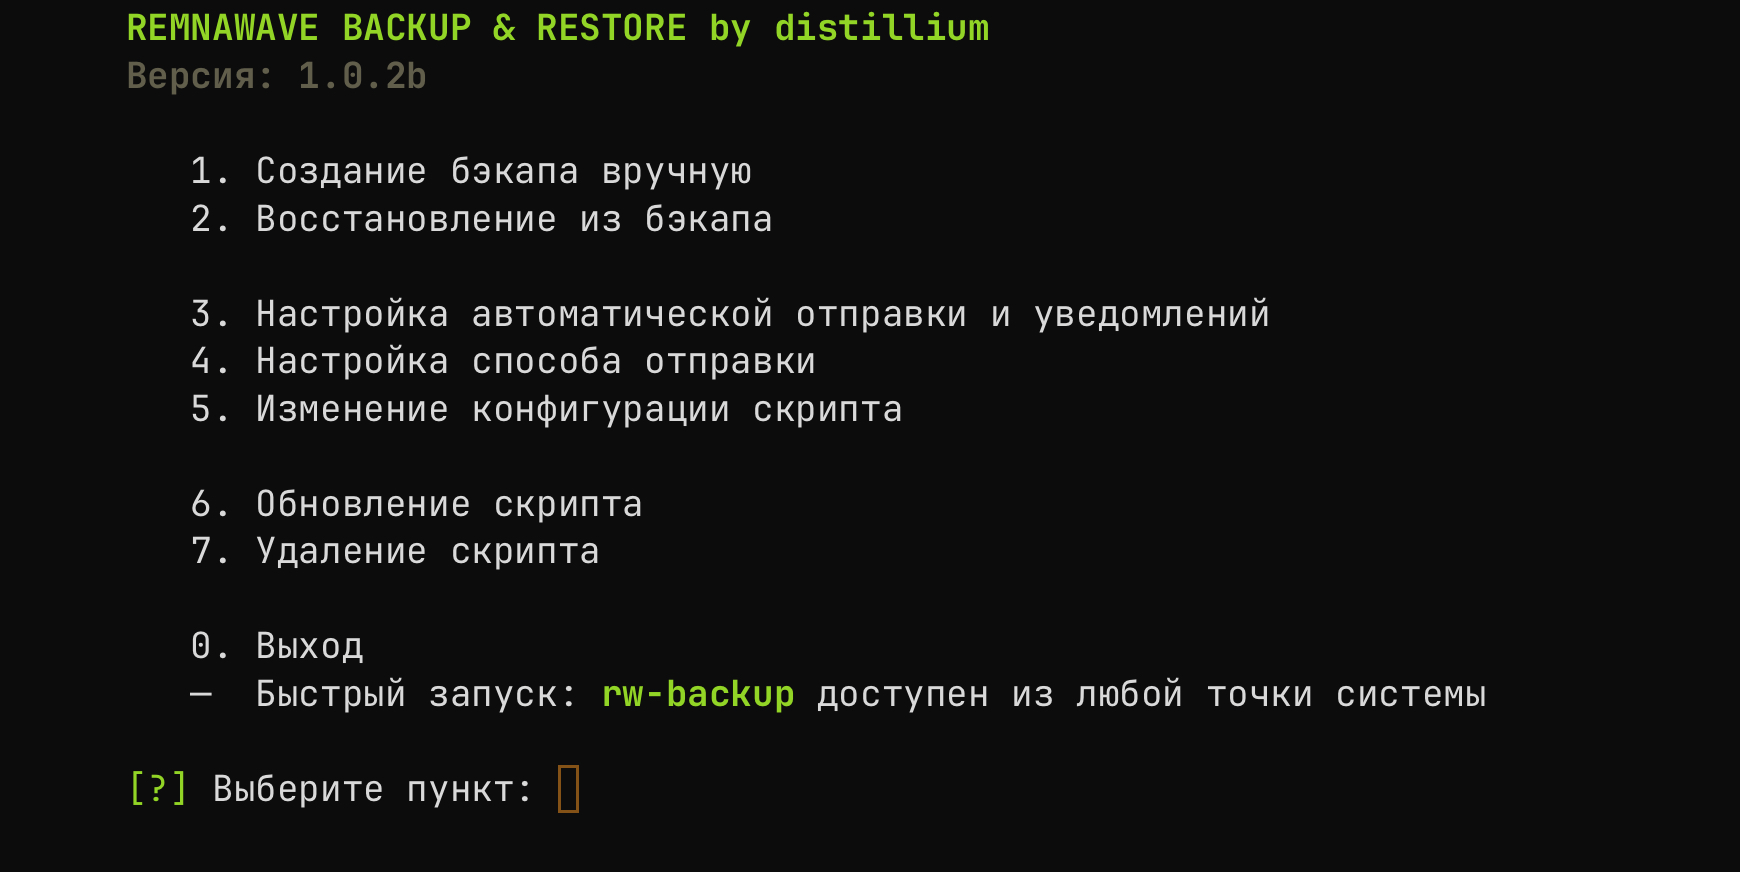 REMNAWAVE BACKUP & RESTORE by distillium
Версия: 1.0.2b
1. Создание бэкапа вручную
2. Восстановление из бэкапа
3. Настройка автоматической отправки и уведомлений
4. Настройка способа отправки
5. Изменение конфигурации скрипта
6. Обновление скрипта
7. Удаление скрипта
0. Выход
— Быстрый запуск: rw-backup доступен из любой точки системы
[?] Выберите пункт: